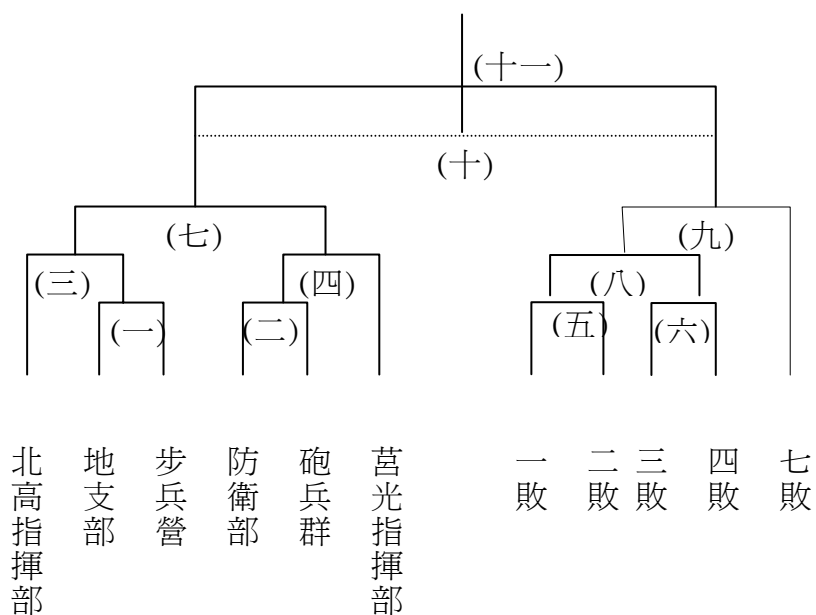 (十一)
(十)
(七)
(九)
(三)
(四)
(八)
(一)
(二)
(五)
(六)
北高指揮部
地支部
步兵營
防衛部
砲兵群
莒光指揮部
一敗
二敗
三敗
四敗
七敗